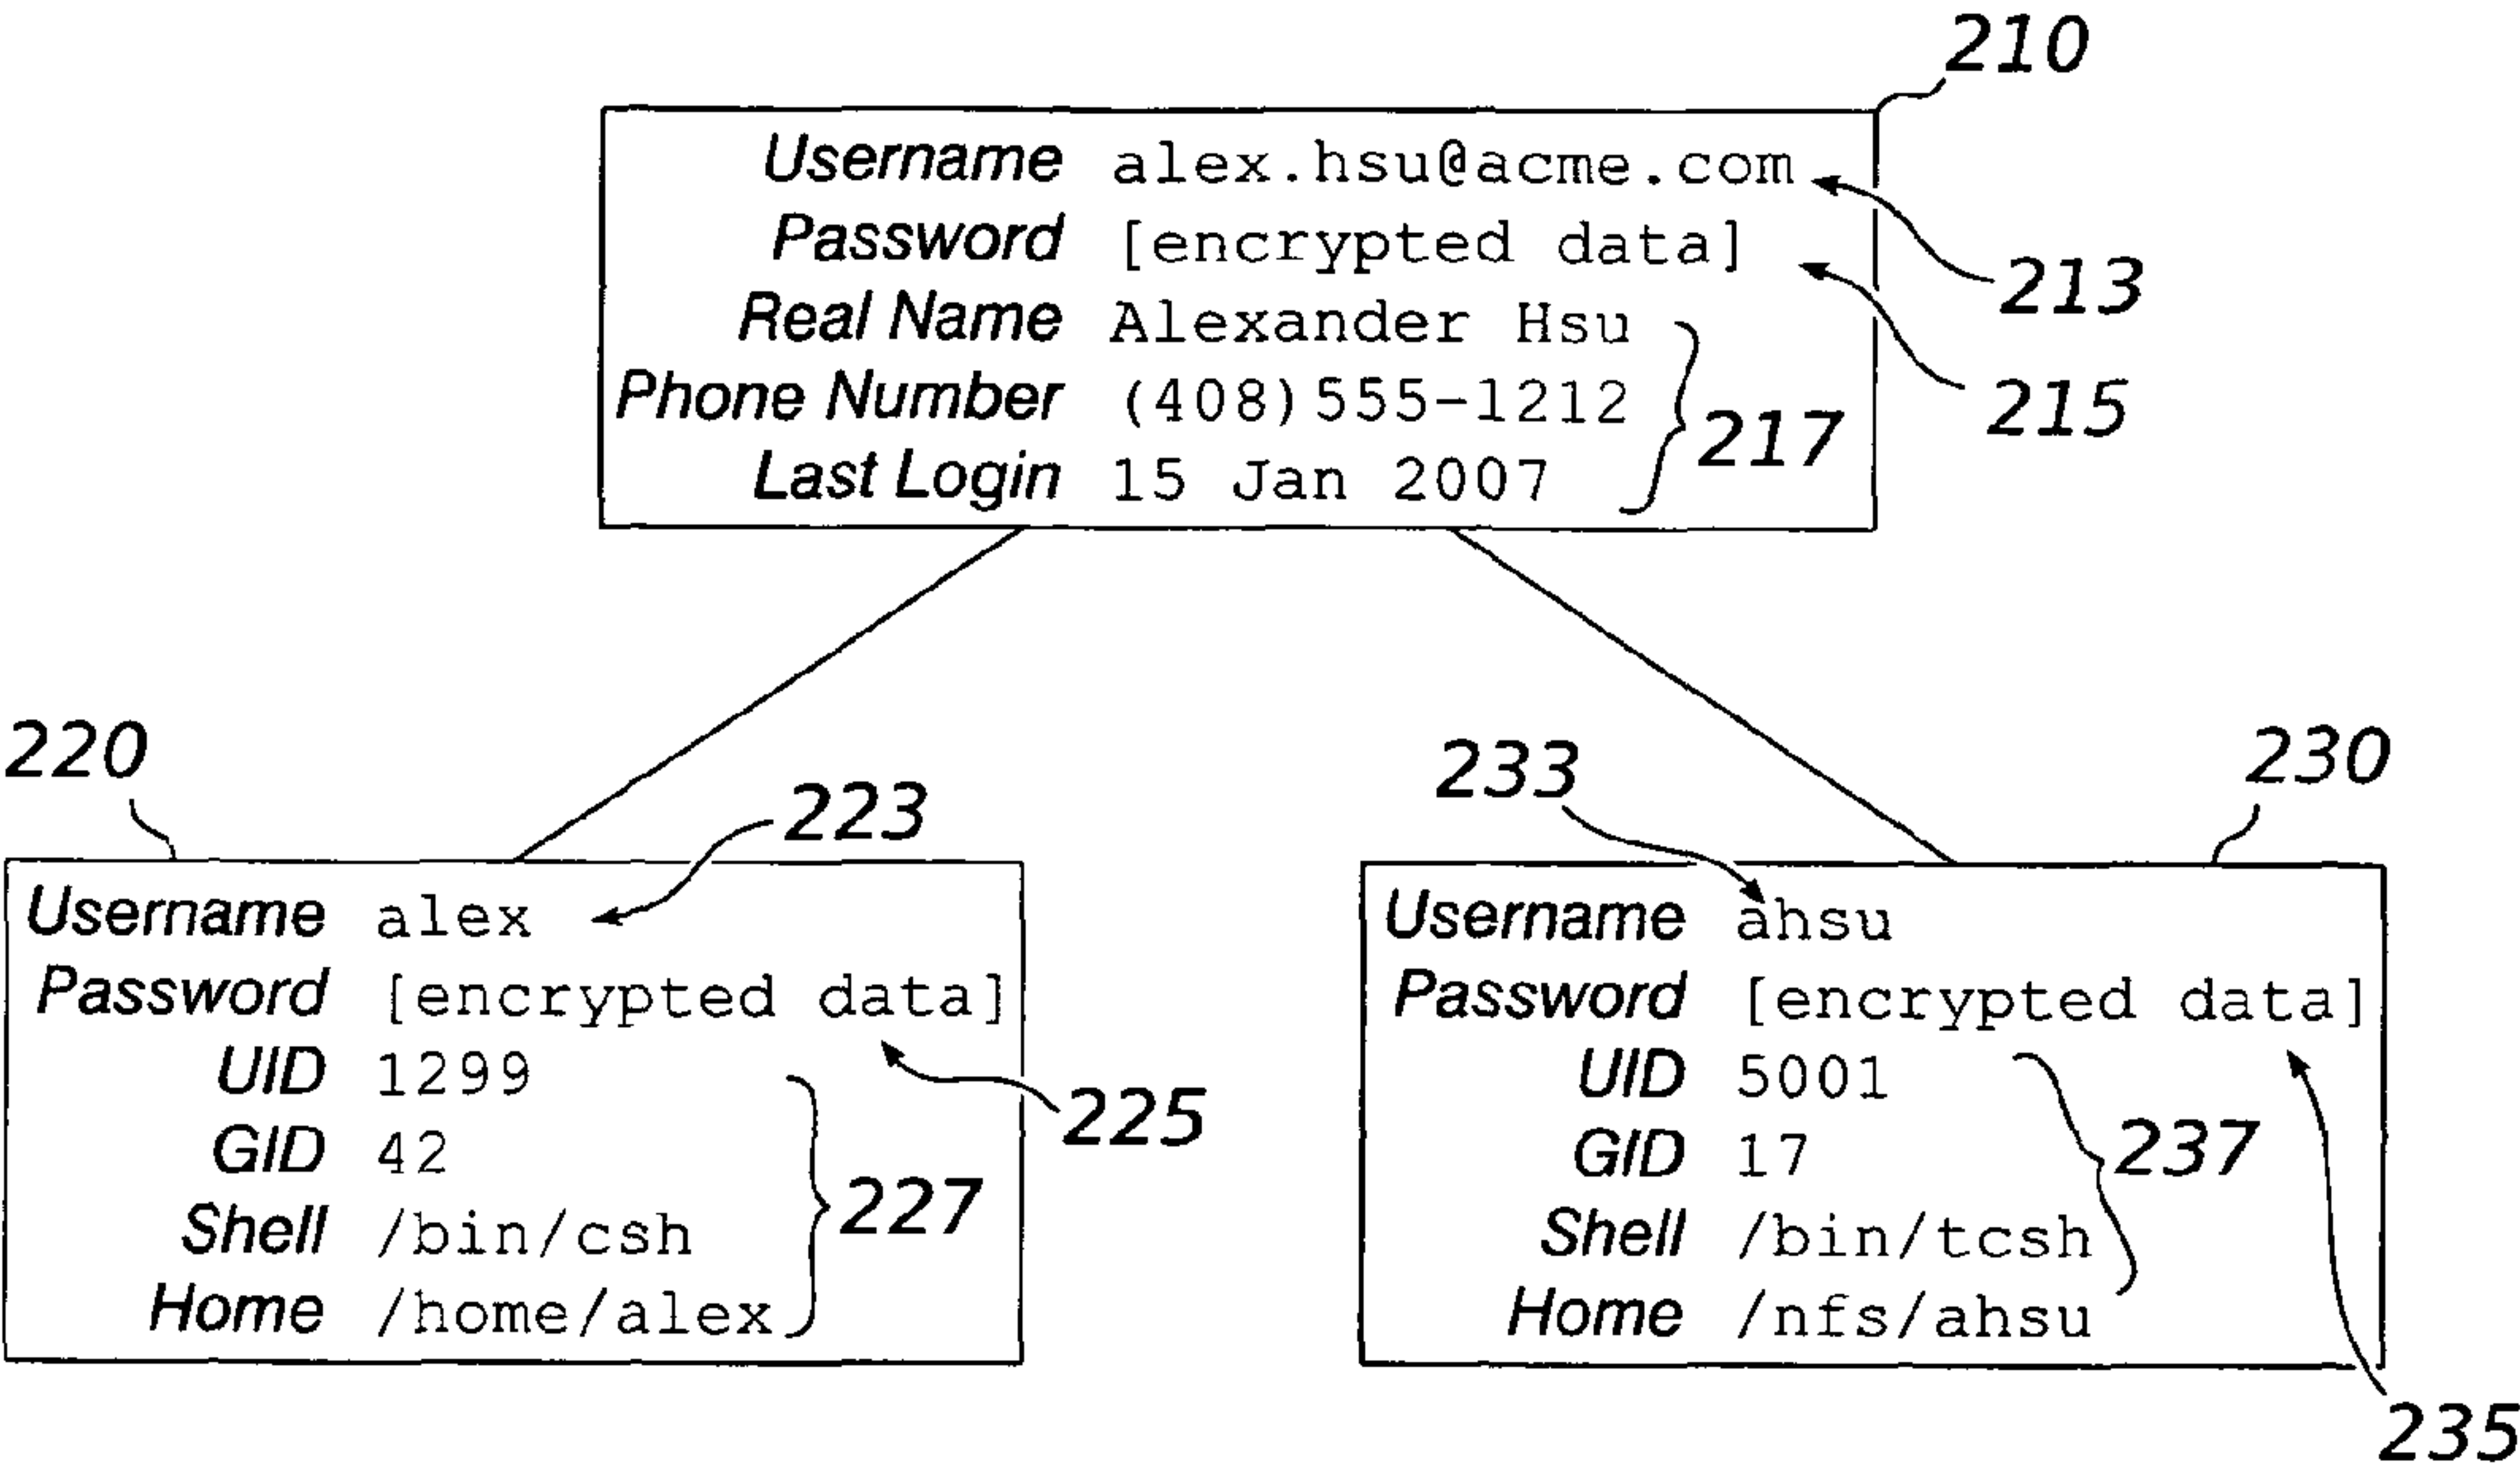 210
Username alex.hsu@acme.com
Password [encrypted data]
213
Real Name Alexander Hsu
Phone Number (408)555-1212
215
217
Last Login 15 Jan 2007
220
223
Username alex
Password [encrypted data]
UID 1299
225
GID 42
227
Shell /bin/csh
Home /home/alex
233
230
Username ahsu
Password [encrypted data]
UID 5001
GID 17
237
Shell /bin/tcsh
Home /nfs/ahsu
235